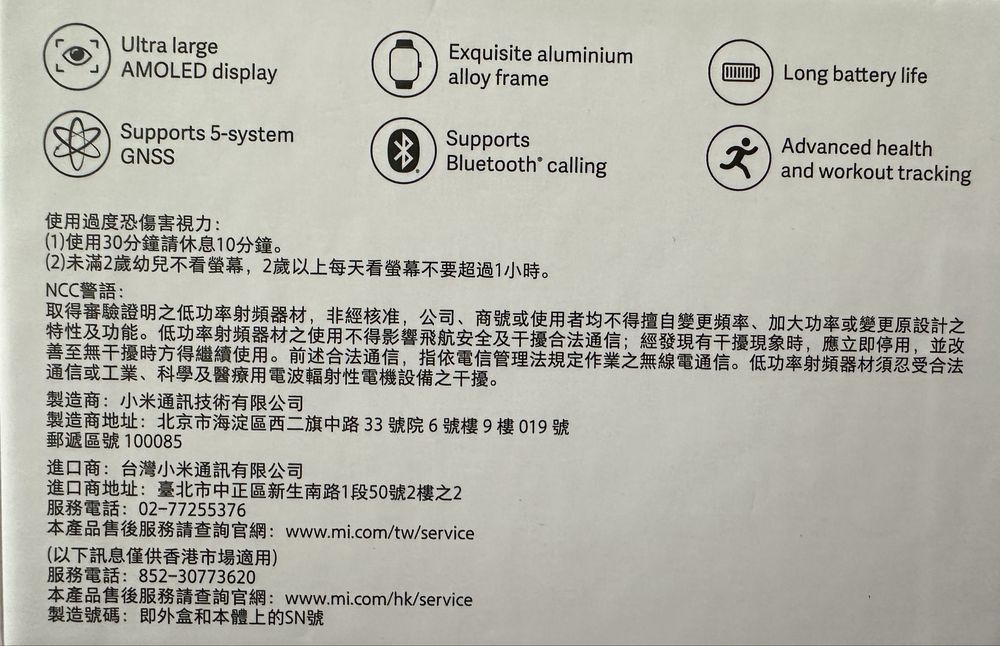 Ultra large
AMOLED display
Exquisite aluminium
alloy frame
Long battery life
Supports 5-system
GNSS
Supports
Bluetooth® calling
Advanced health
and workout tracking
使用過度恐傷害視力：
(1)使用30分鐘請休息10分鐘。
(2)未滿2歲幼兒不看螢幕，2歲以上每天看螢幕不要超過1小時。
NCC警語：
取得審驗證明之低功率射頻器材，非經核准，公司、商號或使用者均不得擅自變更頻率、加大功率或變更原設計之
特性及功能。低功率射頻器材之使用不得影響飛航安全及干擾合法通信；經發現有干擾現象時，應立即停用，並改
善至無干擾時方得繼續使用。前述合法通信，指依電信管理法規定作業之無線電通信。低功率射頻器材須忍受合法
通信或工業、科學及醫療用電波輻射性電機設備之干擾。
製造商：小米通訊技術有限公司
製造商地址：北京市海淀區西二旗中路 33 號院 6 號樓 9 樓 019 號
郵遞區號 100085
進口商：台灣小米通訊有限公司
進口商地址：臺北市中正區新生南路1段50號2樓之2
服務電話：02-77255376
本產品售後服務請查詢官網：www.mi.com/tw/service
(以下訊息僅供香港市場適用)
服務電話：852-30773620
本產品售後服務請查詢官網：www.mi.com/hk/service
製造號碼：即外盒和本體上的SN號